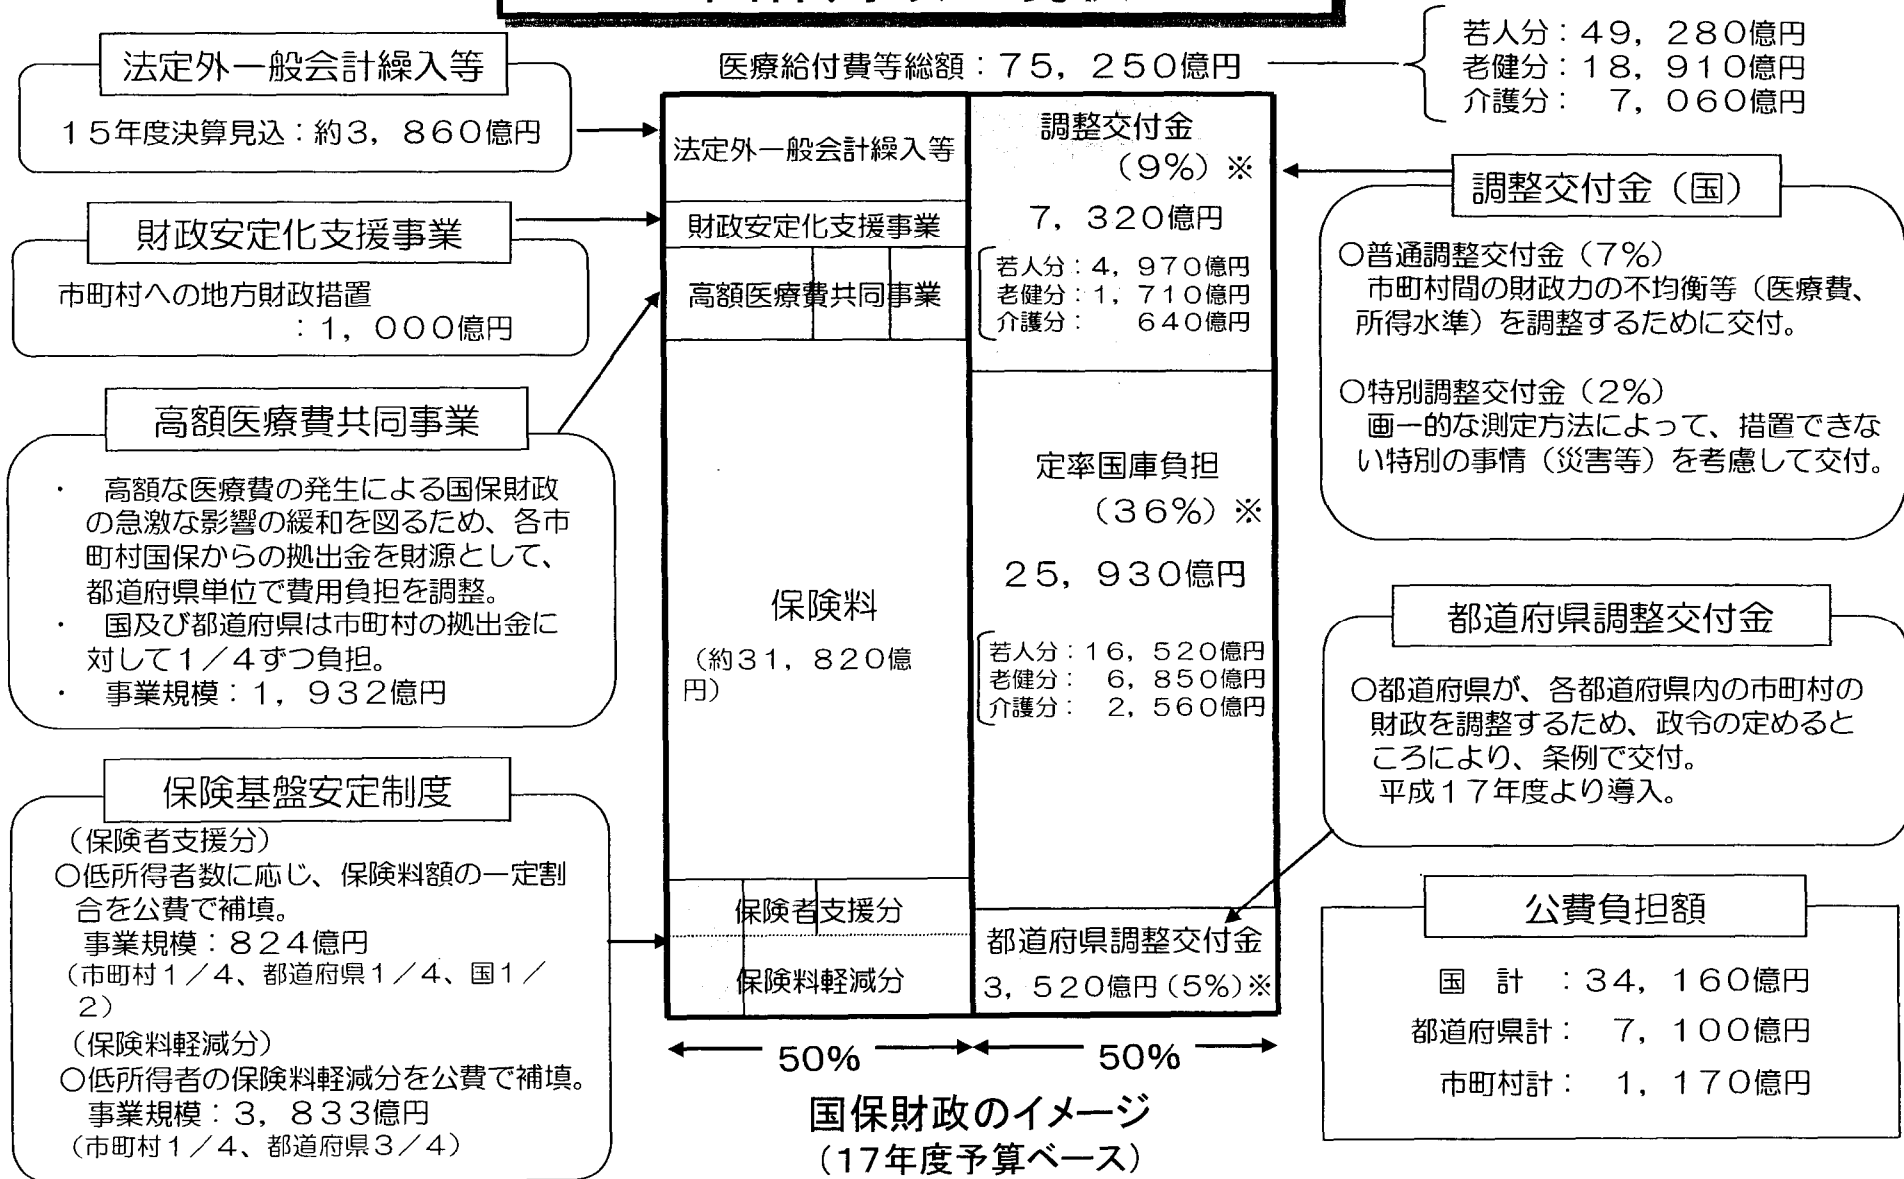 医療給付費等総額：７５，２５０億円
若人分：４９，２８０億円
老健分：１８，９１０億円
介護分：　７，０６０億円
法定外一般会計繰入等
１５年度決算見込：約３，８６０億円
財政安定化支援事業
市町村への地方財政措置
：１，０００億円
高額医療費共同事業
・　高額な医療費の発生による国保財政
の急激な影響の緩和を図るため、各市
町村国保からの拠出金を財源として、
都道府県単位で費用負担を調整。
・　国及び都道府県は市町村の拠出金に
対して１／４ずつ負担。
・　事業規模：１，９３２億円
保険基盤安定制度
（保険者支援分）
○低所得者数に応じ、保険料額の一定割
合を公費で補填。
事業規模：８２４億円
（市町村１／４、都道府県１／４、国１／
２）
（保険料軽減分）
○低所得者の保険料軽減分を公費で補填。
事業規模：３，８３３億円
（市町村１／４、都道府県３／４）
法定外一般会計繰入等
財政安定化支援事業
高額医療費共同事業
保険料
（約３１，８２０億
円）
保険者支援分
保険料軽減分
調整交付金
（９％）※
７，３２０億円
若人分：４，９７０億円
老健分：１，７１０億円
介護分：　６４０億円
定率国庫負担
（３６％）※
２５，９３０億円
若人分：１６，５２０億円
老健分：　６，８５０億円
介護分：　２，５６０億円
都道府県調整交付金
３，５２０億円（５％）※
50%
50%
国保財政のイメージ
（17年度予算ベース）
調整交付金（国）
○普通調整交付金（７％）
市町村間の財政力の不均衡等（医療費、
所得水準）を調整するために交付。
○特別調整交付金（２％）
画一的な測定方法によって、措置できな
い特別の事情（災害等）を考慮して交付。
都道府県調整交付金
○都道府県が、各都道府県内の市町村の
財政を調整するため、政令の定めると
ころにより、条例で交付。
平成１７年度より導入。
公費負担額
国　計　：３４，１６０億円
都道府県計：　７，１００億円
市町村計：　１，１７０億円